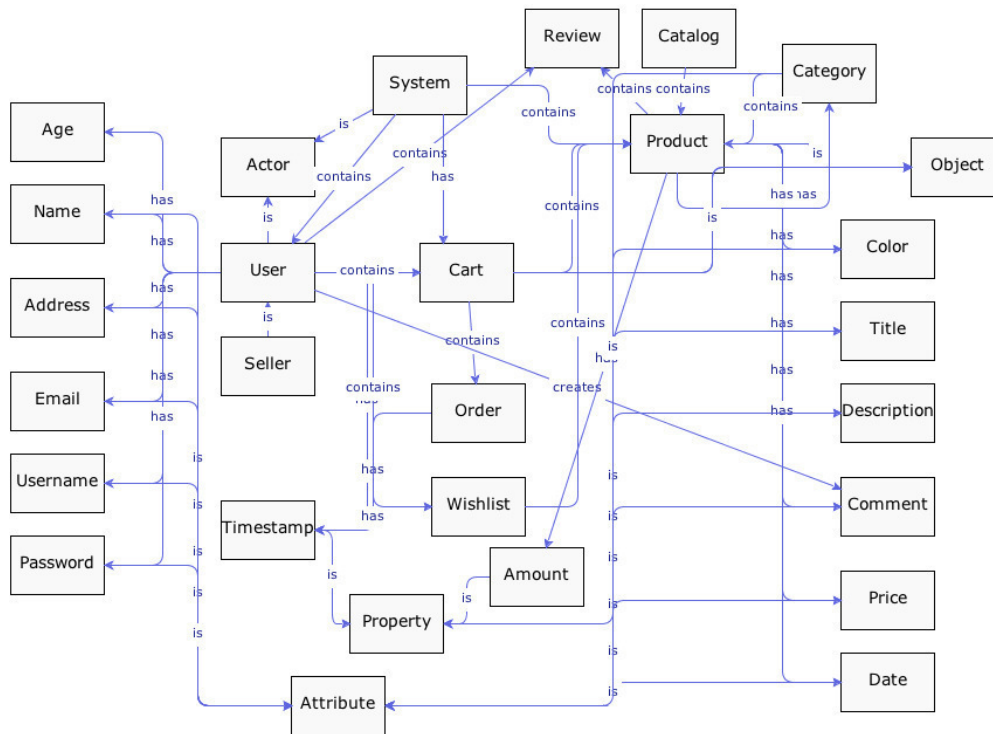 Review
Catalog
System
Category
contains
contains
contains
contains
Age
is
Product
Actor
contains
is
Object
contains
has
Name
has
is
has
has
contains
is
has
is
has
Color
User
contains
Cart
has
Address
has
is
contains
has
Title
Seller
contains
has
is
has
has
contains
creates
has
Email
Order
Description
has
has
is
has
is
Username
Wishlist
Comment
is
Timestamp
has
is
is
is
Password
is
Amount
is
is
Price
Property
is
is
is
Date
is
Attribute